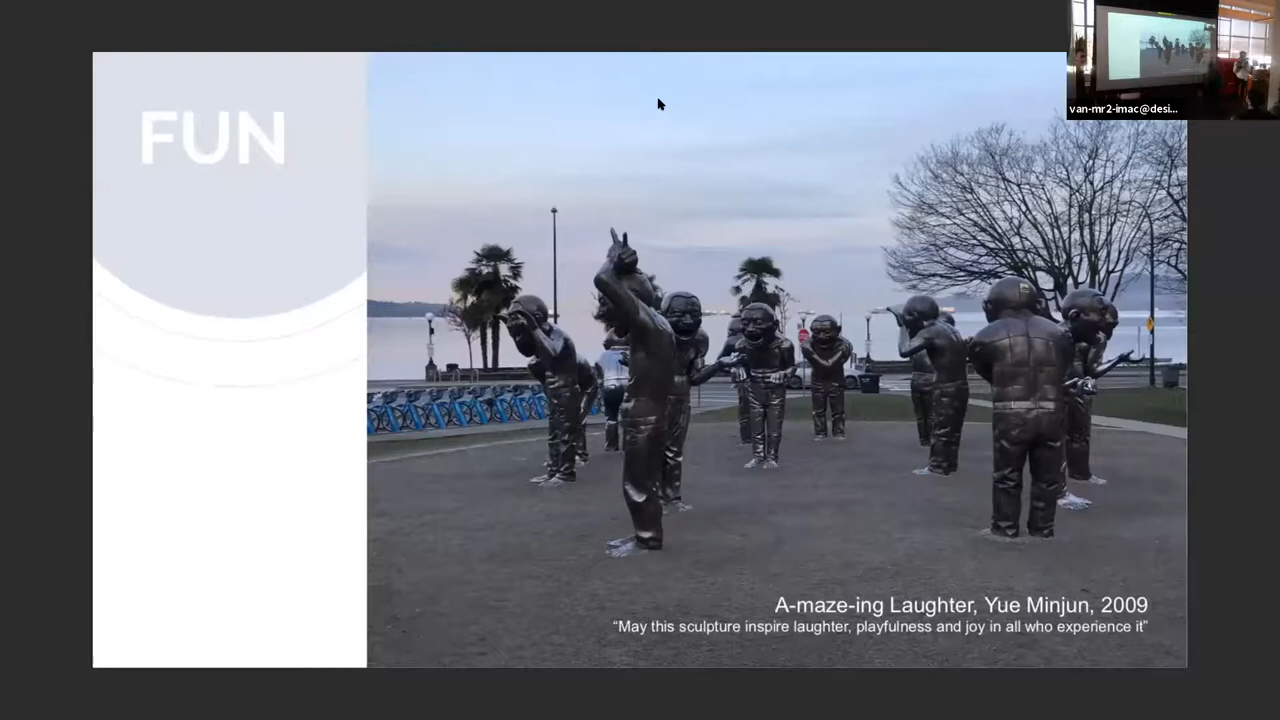 FUN
van-mr2-imac@desi...
A-maze-ing Laughter, Yue Minjun, 2009
“May this sculpture inspire laughter, playfulness and joy in all who experience it”